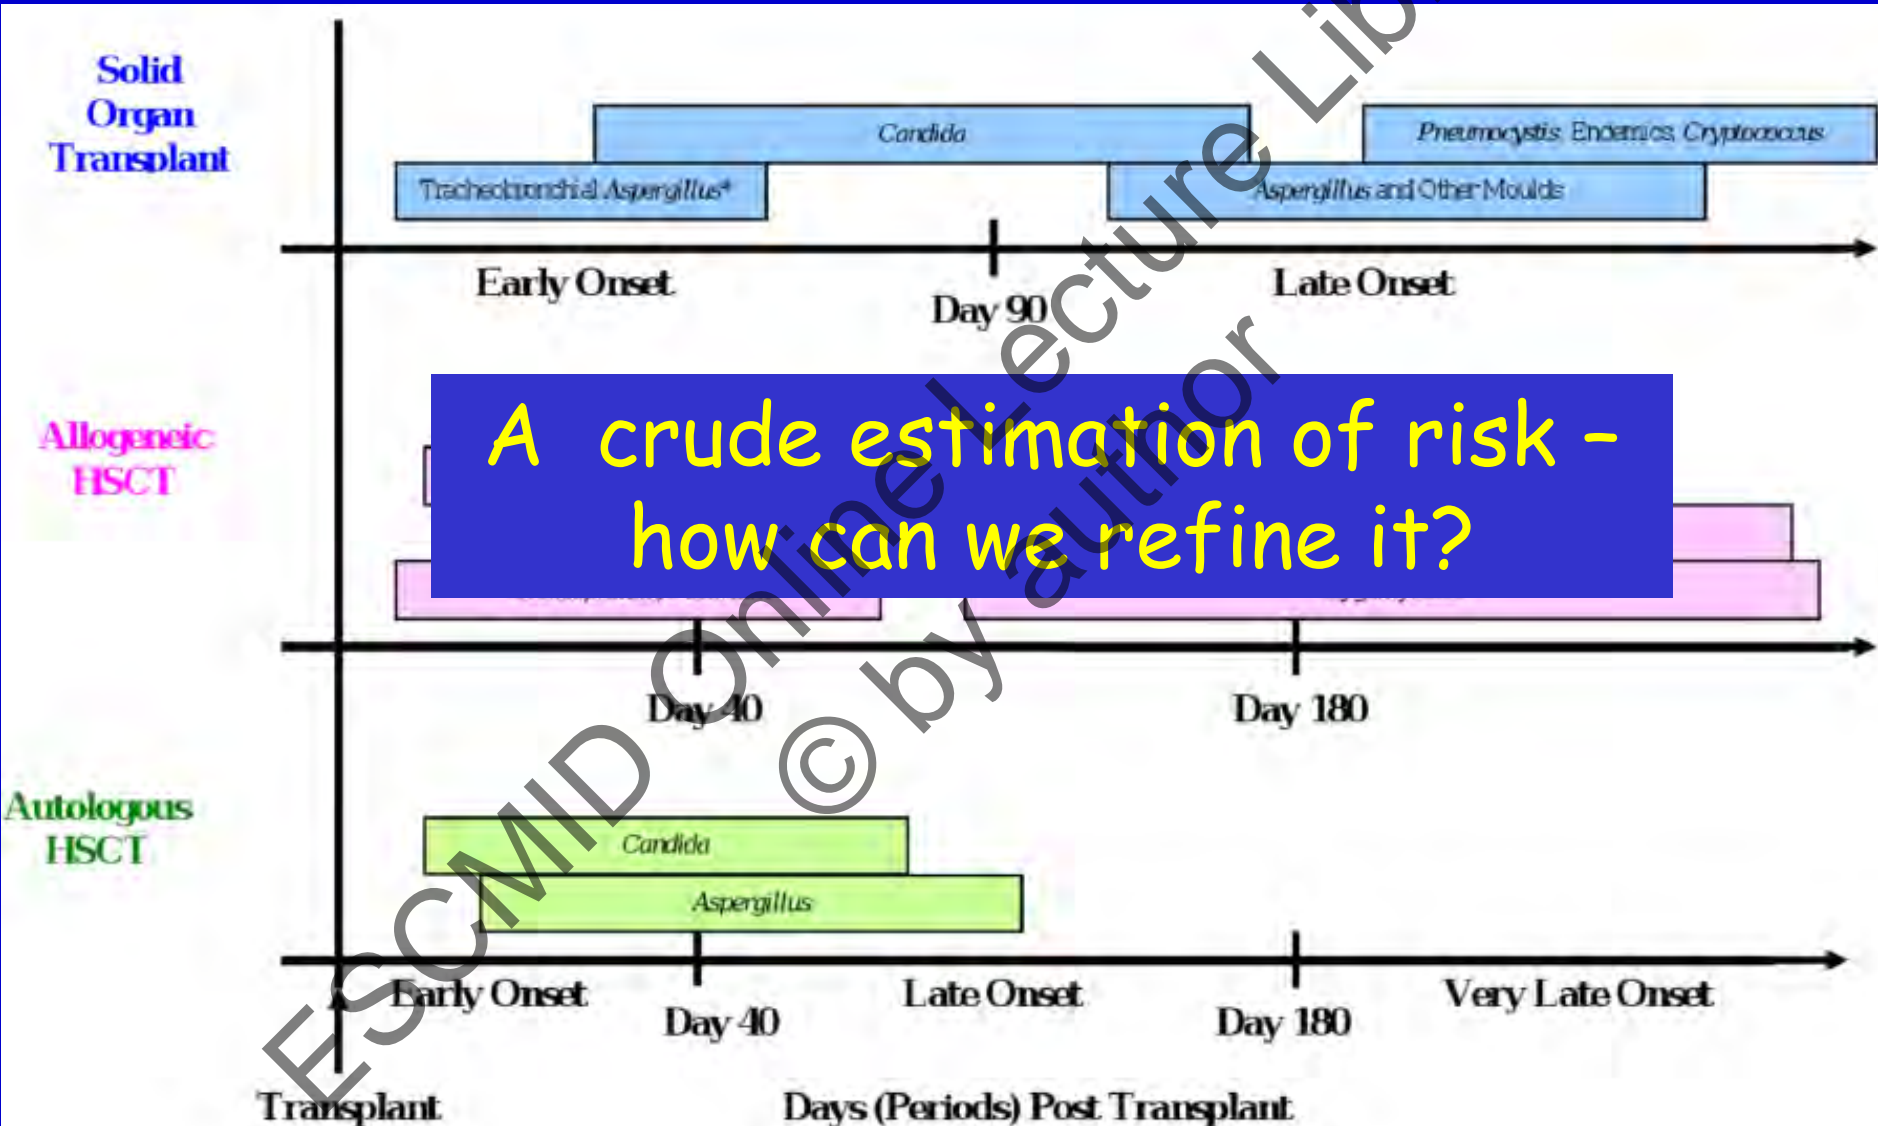 Solid
Organ
Transplant
Candida
Pneumocystis, Endemics, Cryptococcus
Tracheobronchial Aspergillus*
Aspergillus and Other Moulds
Early Onset
Day 90
Late Onset
Allogeneic
HSCT
A crude estimation of risk –
how can we refine it?
Day 40
Day 180
Autologous
HSCT
Candida
Aspergillus
Early Onset
Day 40
Late Onset
Day 180
Very Late Onset
Transplant
Days (Periods) Post Transplant
ESCMID Online Lecture
© by author